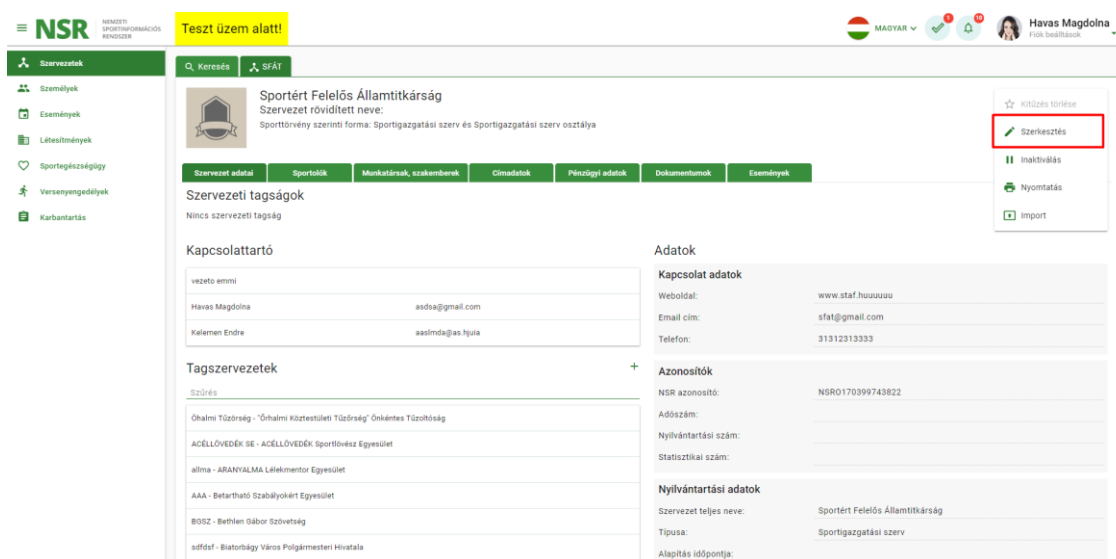 NSR
NEMZETI
SPORTINFORMÁCIÓS
RENDSZER
Teszt üzem alatt!
MAGYAR
1
10
Havas Magdolna
Fiók beállítások
Szervezetek
Személyek
Események
Létesítmények
Sportegészségügy
Versenyengedélyek
Karbantartás
Keresés
SFÁT
Sportért Felelős Államtitkárság
Szervezet rövidített neve:
Sporttörvény szerinti forma: Sportigazgatási szerv és Sportigazgatási szerv osztálya
Kitűzés törlése
Szerkesztés
Inaktiválás
Nyomtatás
Import
Szervezet adatai
Sportolók
Munkatársak, szakemberek
Címadatok
Pénzügyi adatok
Dokumentumok
Események
Szervezeti tagságok
Nincs szervezeti tagság
Kapcsolattartó
vezeto emmi
Havas Magdolna asdsa@gmail.com
Kelemen Endre aaslmda@as.hjuia
Tagszervezetek +
Szűrés
Őhalmi Tűzörség - "Őrhalmi Köztestületi Tűzőrség" Önkéntes Tűzoltóság
ACÉLLÖVEDÉK SE - ACÉLLÖVEDÉK Sportlövész Egyesület
allma - ARANYALMA Lélekmentor Egyesület
AAA - Betartható Szabályokért Egyesület
BGSZ - Bethlen Gábor Szövetség
sdfdsf - Biatorbágy Város Polgármesteri Hivatala
Adatok
Kapcsolat adatok
Weboldal: www.staf.huuuuuu
Email cím: sfat@gmail.com
Telefon: 31312313333
Azonosítók
NSR azonosító: NSRO170399743822
Adószám:
Nyilvántartási szám:
Statisztikai szám:
Nyilvántartási adatok
Szervezet teljes neve: Sportért Felelős Államtitkárság
Típusa: Sportigazgatási szerv
Alapítás időpontja: